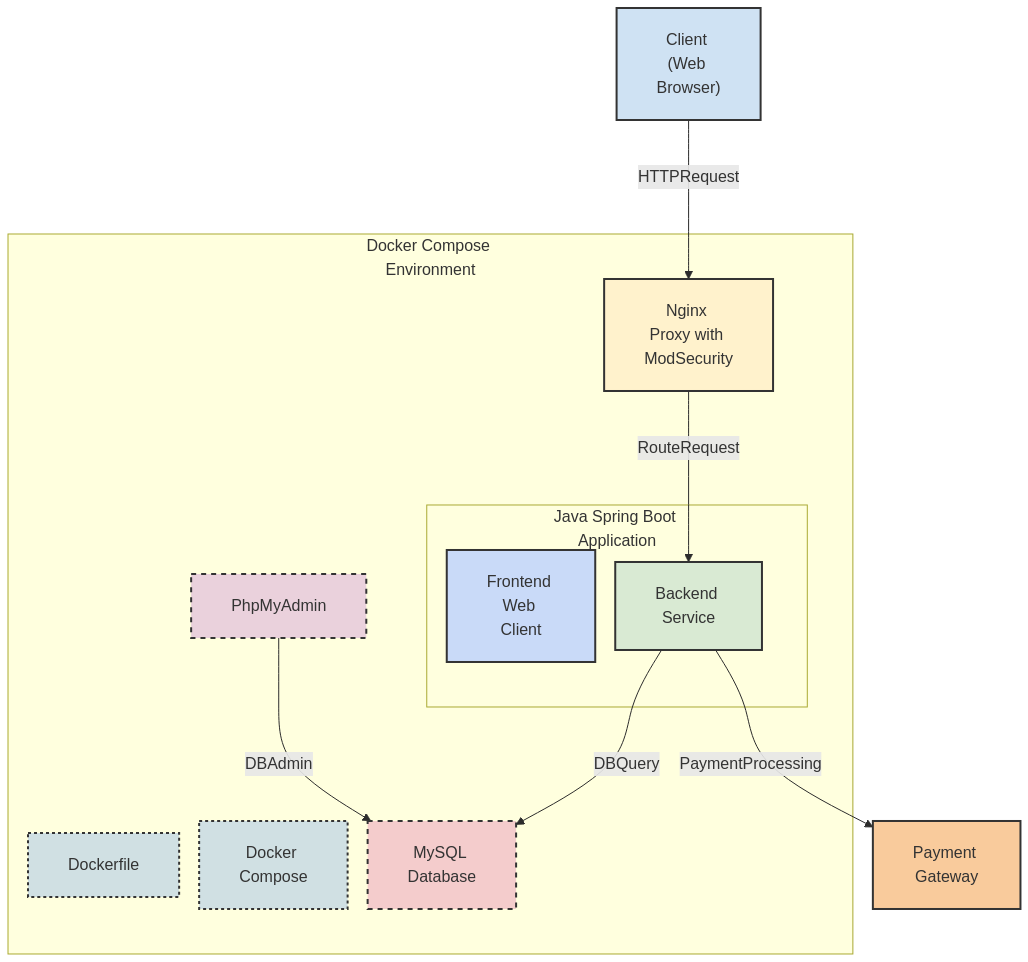 Client
(Web
Browser)
HTTPRequest
Docker Compose
Environment
Nginx
Proxy with
ModSecurity
RouteRequest
Java Spring Boot
Application
Frontend
Web
Client
Backend
Service
PhpMyAdmin
DBAdmin
DBQuery
PaymentProcessing
Dockerfile
Docker
Compose
MySQL
Database
Payment
Gateway